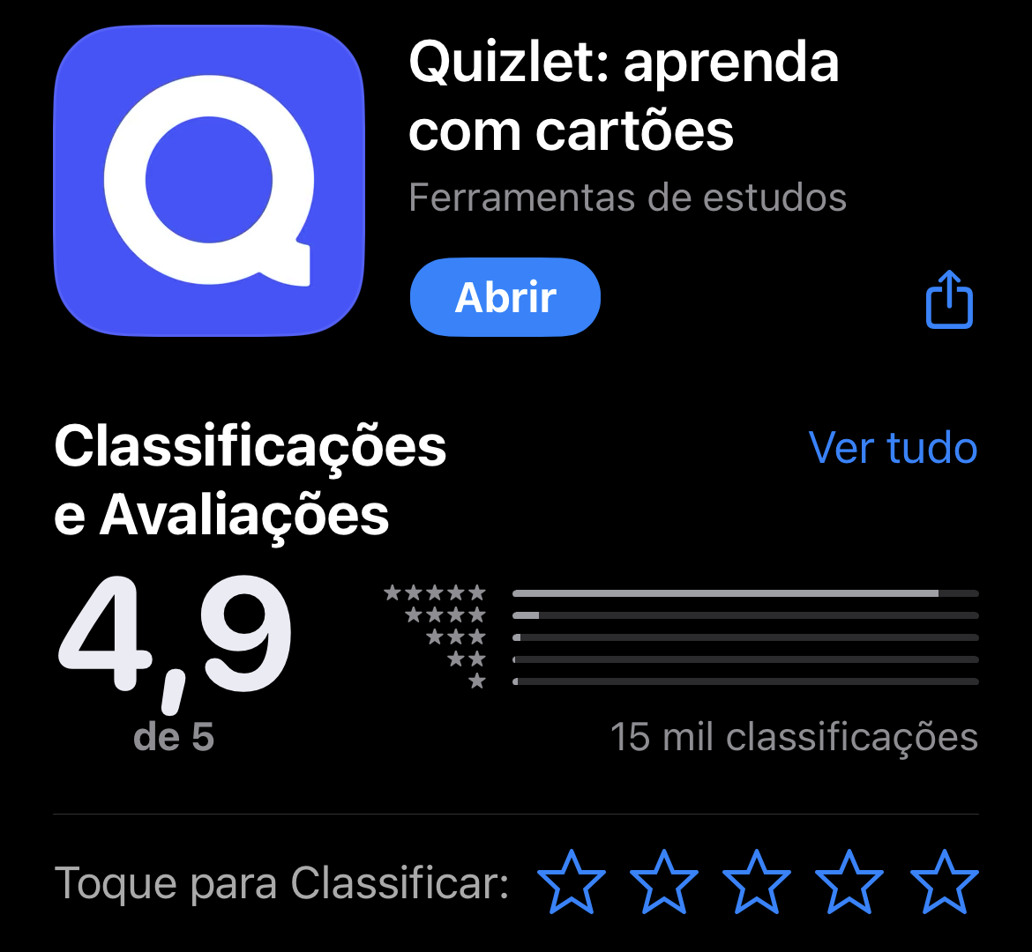 Quizlet: aprenda
com cartões
Ferramentas de estudos
Abrir
Classificações
e Avaliações
Ver tudo
4,9
de 5
15 mil classificações
Toque para Classificar: